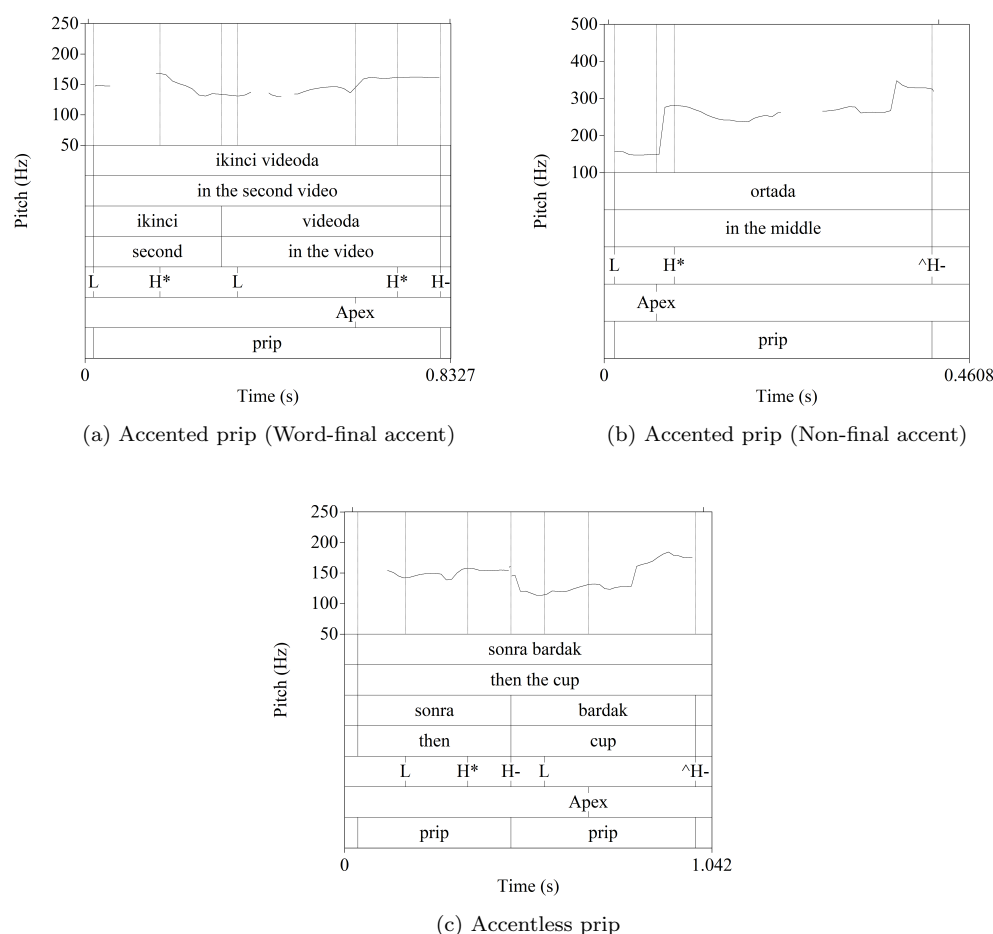 250
200
150
100
50
Pitch (Hz)
ikinci videoda
in the second video
ikinci videoda
second in the video
L H* L H* H-
Apex
prip
0 0.8327
Time (s)
(a) Accented prip (Word-final accent)
500
400
300
200
100
Pitch (Hz)
ortada
in the middle
L H* ^H-
Apex
prip
0 0.4608
Time (s)
(b) Accented prip (Non-final accent)
250
200
150
100
50
Pitch (Hz)
sonra bardak
then the cup
sonra bardak
then cup
L H* H- L ^H-
Apex
prip prip
0 1.042
Time (s)
(c) Accentless prip